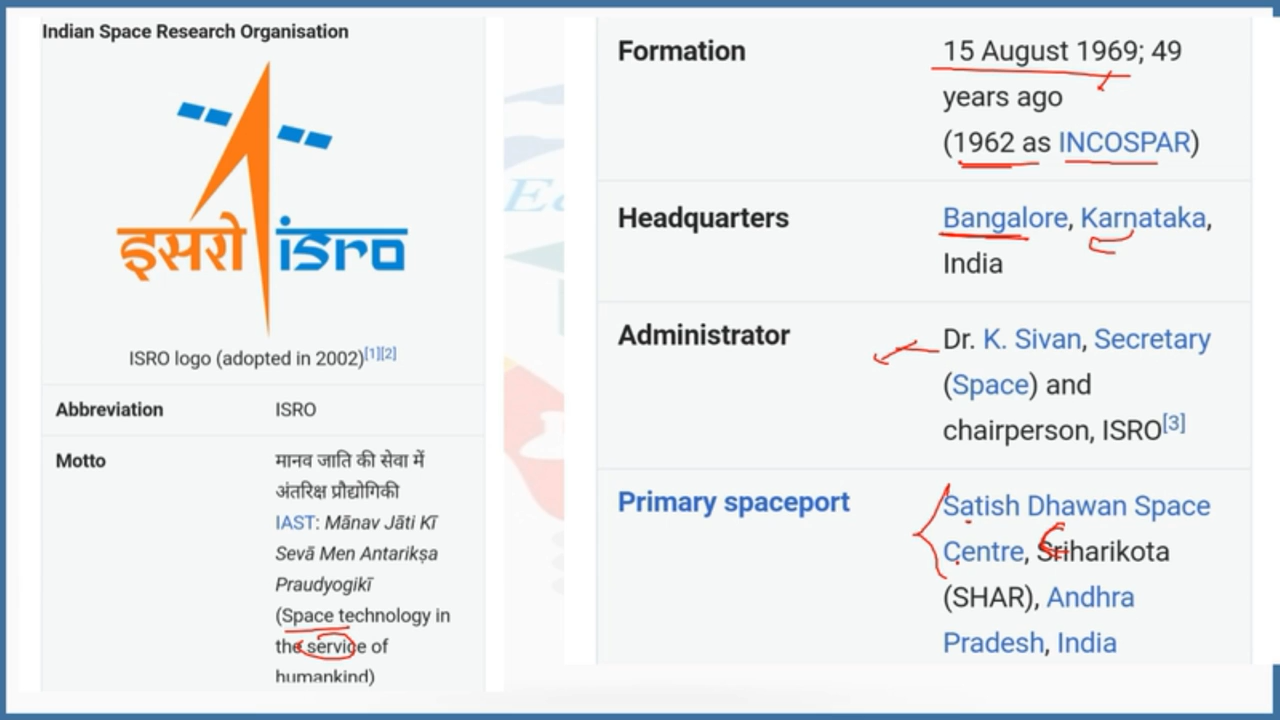 Indian Space Research Organisation
इसरो isro
ISRO logo (adopted in 2002)[1][2]
Abbreviation ISRO
Motto मानव जाति की सेवा में
अंतरिक्ष प्रौद्योगिकी
IAST: Mānav Jāti Kī
Sevā Men Antarikṣa
Praudyogikī
(Space technology in
the service of
humankind)
Formation 15 August 1969; 49
years ago
(1962 as INCOSPAR)
Headquarters Bangalore, Karnataka,
India
Administrator Dr. K. Sivan, Secretary
(Space) and
chairperson, ISRO[3]
Primary spaceport Satish Dhawan Space
Centre, Sriharikota
(SHAR), Andhra
Pradesh, India